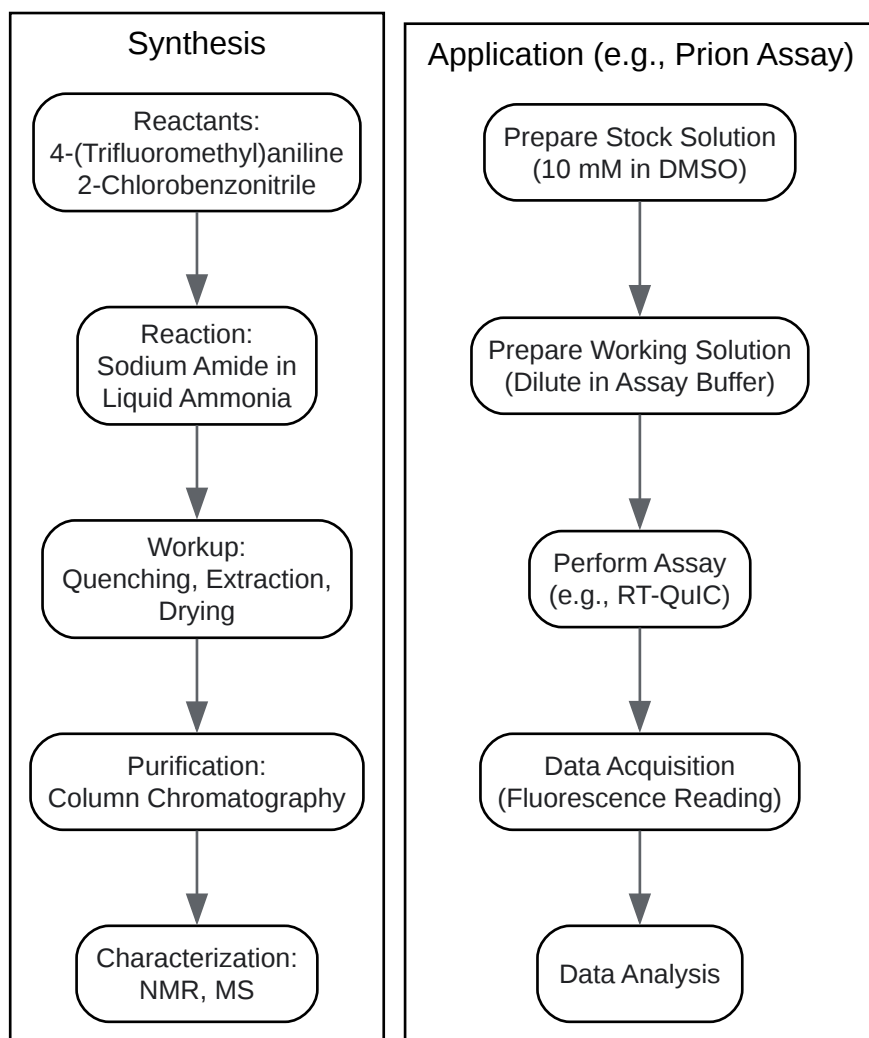 Synthesis
Reactants:
4-(Trifluoromethyl)aniline
2-Chlorobenzonitrile
Reaction:
Sodium Amide in
Liquid Ammonia
Workup:
Quenching, Extraction,
Drying
Purification:
Column Chromatography
Characterization:
NMR, MS
Application (e.g., Prion Assay)
Prepare Stock Solution
(10 mM in DMSO)
Prepare Working Solution
(Dilute in Assay Buffer)
Perform Assay
(e.g., RT-QuIC)
Data Acquisition
(Fluorescence Reading)
Data Analysis